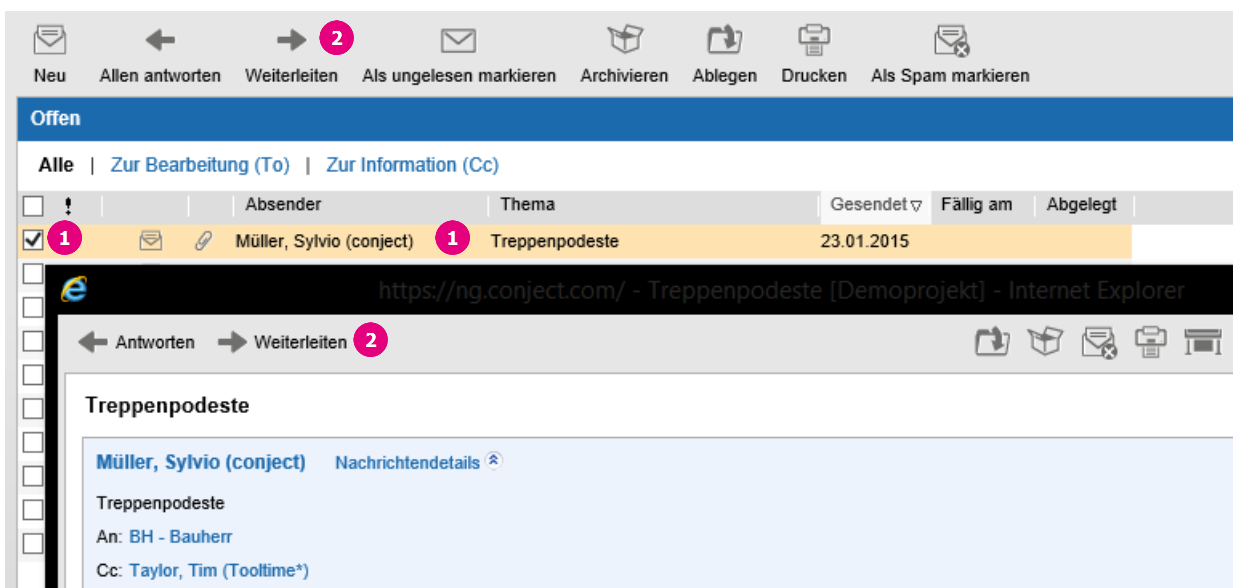 2
Neu Allen antworten Weiterleiten Als ungelesen markieren Archivieren Ablegen Drucken Als Spam markieren
Offen
Alle | Zur Bearbeitung (To) | Zur Information (Cc)
! Absender Thema Gesendet Fällig am Abgelegt
1 Müller, Sylvio (conject) 1 Treppenpodeste 23.01.2015
https://ng.conject.com/ - Treppenpodeste [Demoprojekt] - Internet Explorer
Antworten Weiterleiten 2
Treppenpodeste
Müller, Sylvio (conject) Nachrichtendetails
Treppenpodeste
An: BH - Bauherr
Cc: Taylor, Tim (Tooltime*)